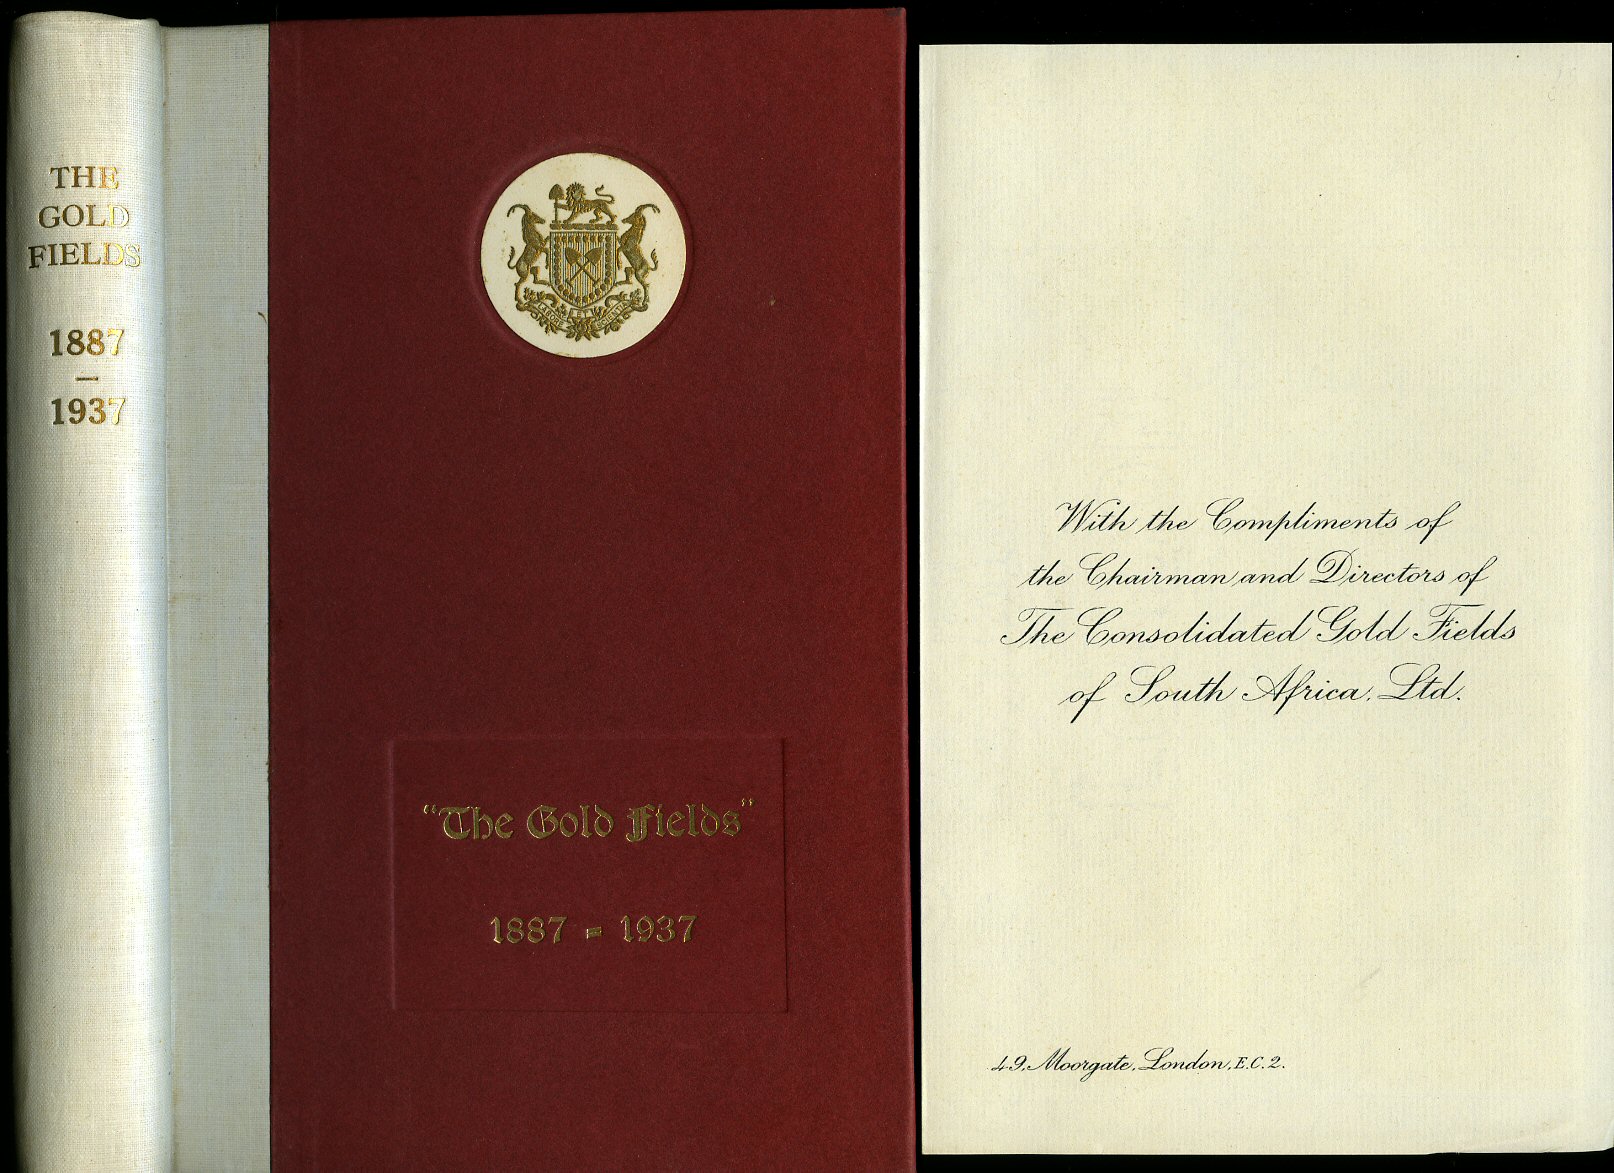 THE
GOLD
FIELDS
1887
—
1937
"The Gold Fields"
1887 = 1937
With the Compliments of
the Chairman and Directors of
The Consolidated Gold Fields
of South Africa, Ltd.
49, Moorgate, London, E.C.2.